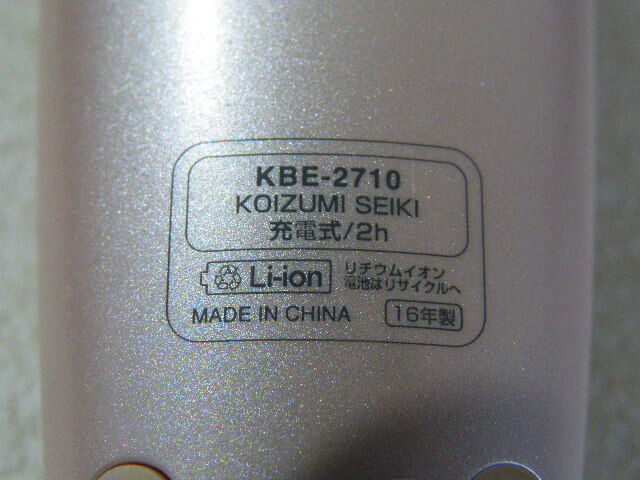 KBE-2710
KOIZUMI SEIKI
充電式/2h
Li-ion リチウムイオン
電池はリサイクルへ
MADE IN CHINA 16年製